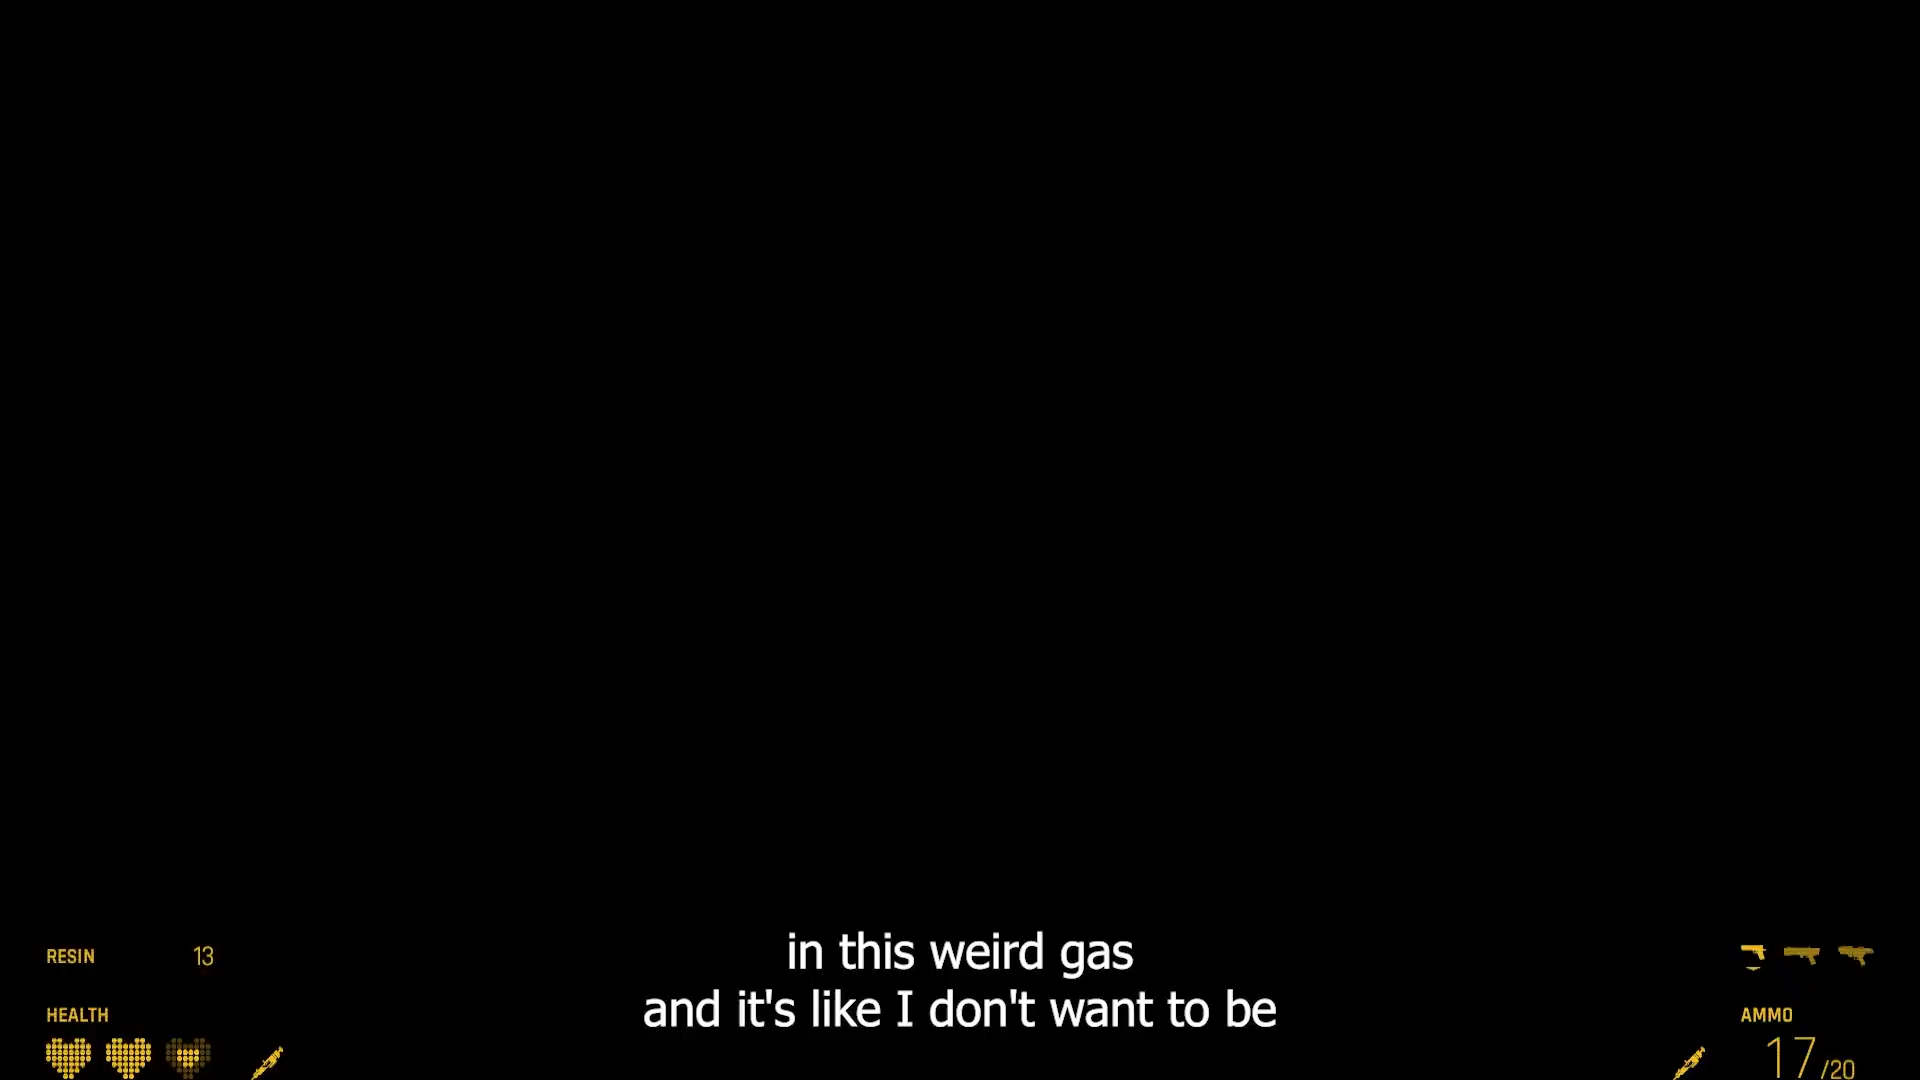 in this weird gas
and it's like I don't want to be
RESIN 13
HEALTH
AMMO
17/20